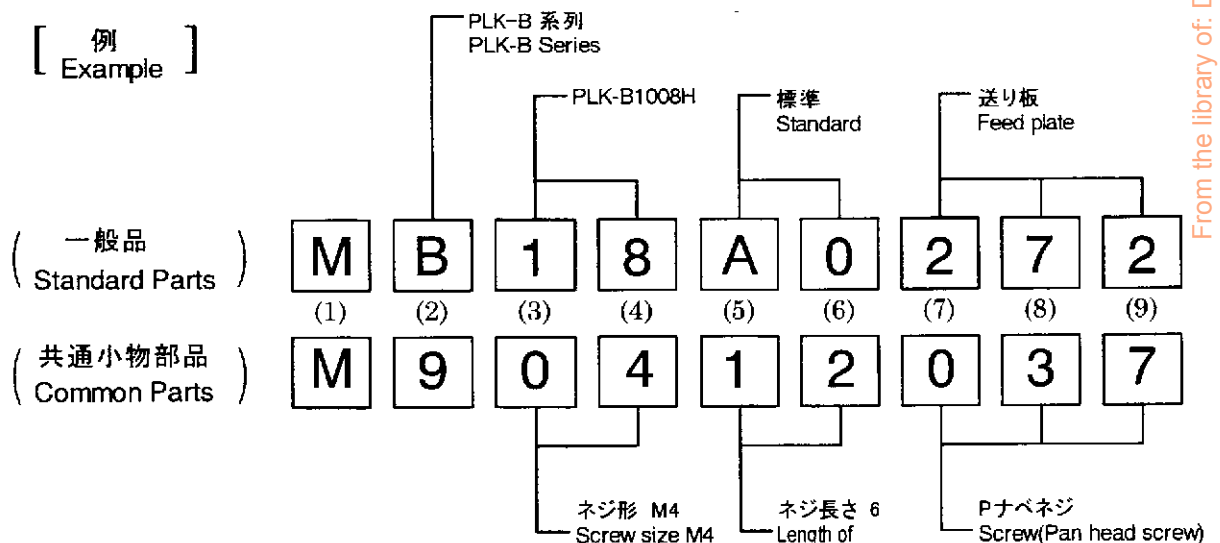 [ 例
Example ]
PLK-B 系列
PLK-B Series
PLK-B1008H
標準
Standard
送り板
Feed plate
( 一般品
Standard Parts )
M B 1 8 A 0 2 7 2
(1) (2) (3) (4) (5) (6) (7) (8) (9)
( 共通小物部品
Common Parts )
M 9 0 4 1 2 0 3 7
ネジ形 M4
Screw size M4
ネジ長さ 6
Length of
Pナベネジ
Screw(Pan head screw)
From the library of: